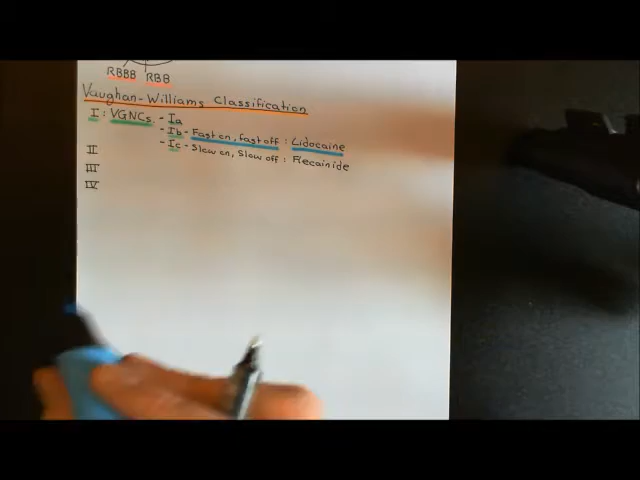 RBBB RBB
Vaughan-Williams Classification
I : VGNCs - Ia
- Ib - Fast on, fast off : Lidocaine
- Ic - Slow on, Slow off : Flecainide
II
III
IV